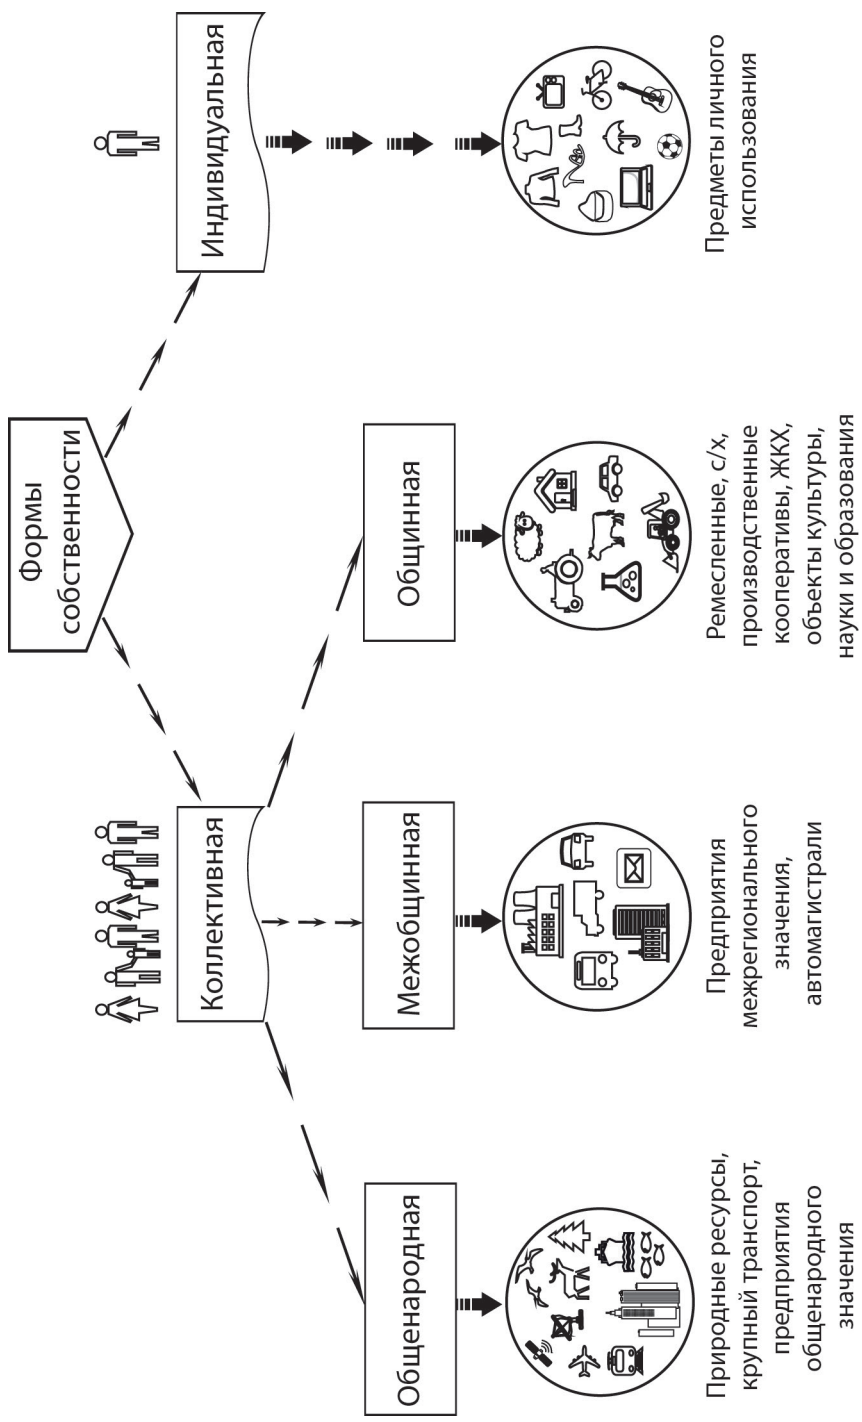 Формы
собственности
Коллективная
Индивидуальная
Общенародная
Межобщинная
Общинная
Природные ресурсы,
крупный транспорт,
предприятия
общенародного
значения
Предприятия
межрегионального
значения,
автомагистрали
Ремесленные, с/х,
производственные
кооперативы, ЖКХ,
объекты культуры,
науки и образования
Предметы личного
использования